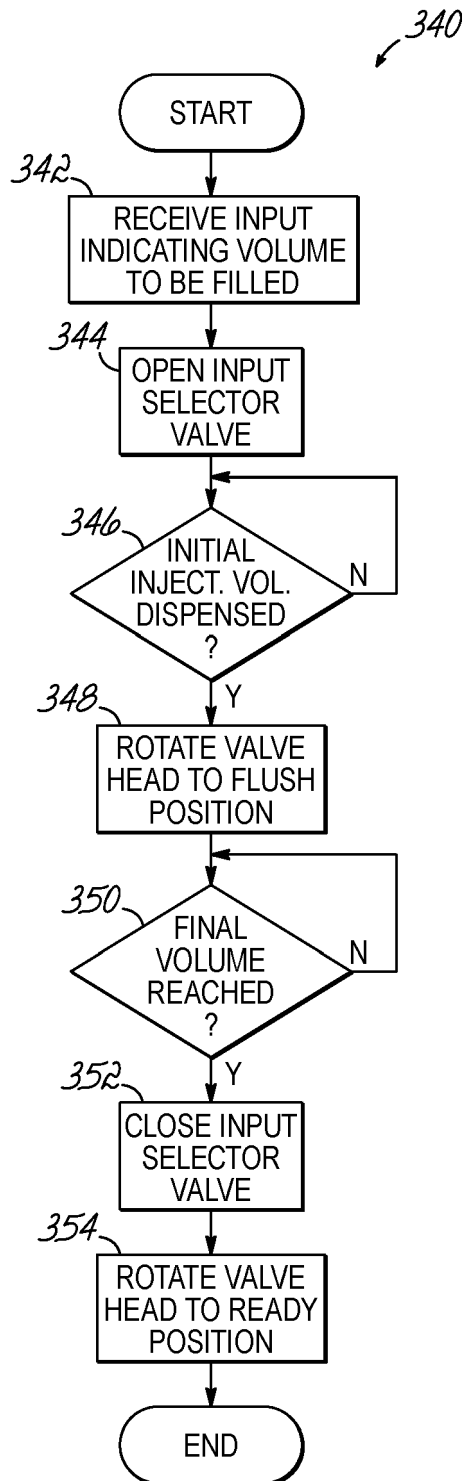 340
START
342
RECEIVE INPUT
INDICATING VOLUME
TO BE FILLED
344
OPEN INPUT
SELECTOR
VALVE
346
INITIAL
INJECT. VOL.
DISPENSED
?
N
Y
348
ROTATE VALVE
HEAD TO FLUSH
POSITION
350
FINAL
VOLUME
REACHED
?
N
Y
352
CLOSE INPUT
SELECTOR
VALVE
354
ROTATE VALVE
HEAD TO READY
POSITION
END